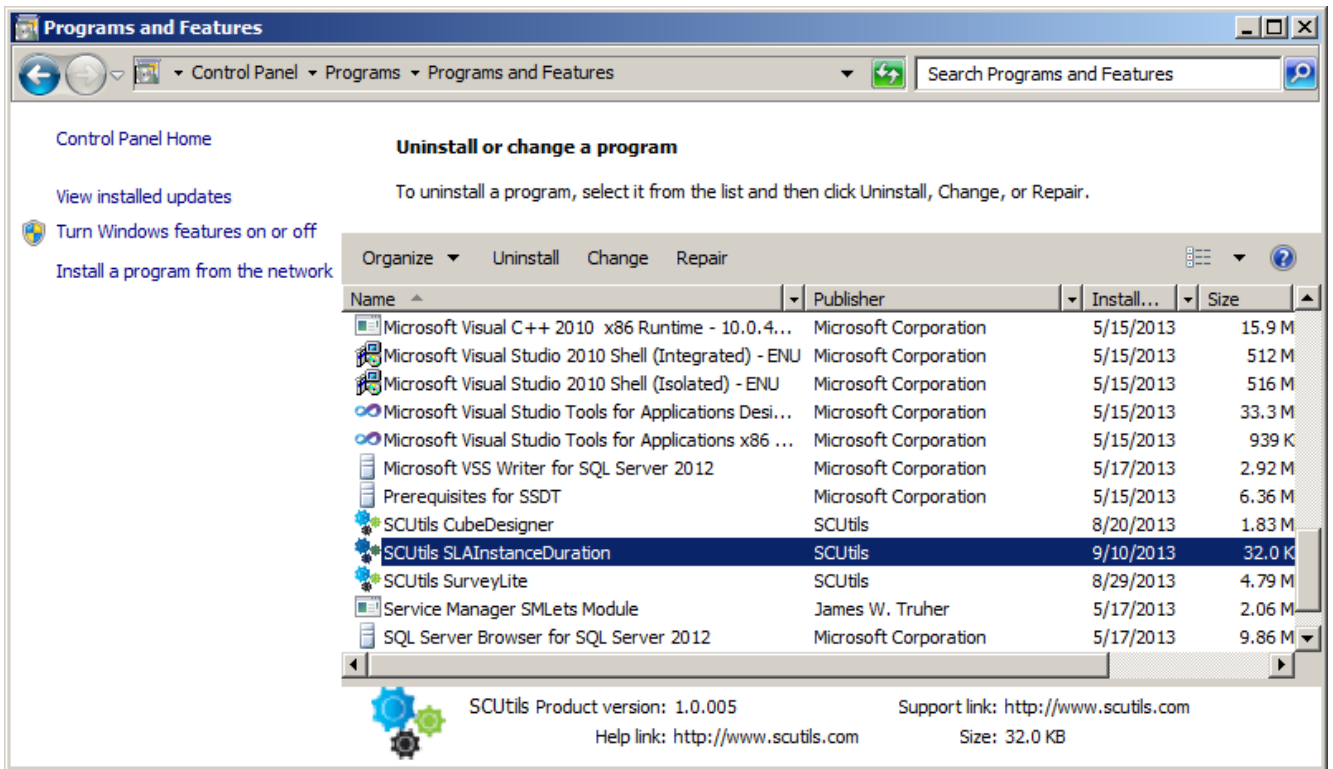 Programs and Features
Control Panel Programs Programs and Features Search Programs and Features
Control Panel Home
View installed updates
Turn Windows features on or off
Install a program from the network
Uninstall or change a program
To uninstall a program, select it from the list and then click Uninstall, Change, or Repair.
Organize Uninstall Change Repair
Name Publisher Install... Size
Microsoft Visual C++ 2010 x86 Runtime - 10.0.4... Microsoft Corporation 5/15/2013 15.9 M
Microsoft Visual Studio 2010 Shell (Integrated) - ENU Microsoft Corporation 5/15/2013 512 M
Microsoft Visual Studio 2010 Shell (Isolated) - ENU Microsoft Corporation 5/15/2013 516 M
Microsoft Visual Studio Tools for Applications Desi... Microsoft Corporation 5/15/2013 33.3 M
Microsoft Visual Studio Tools for Applications x86 ... Microsoft Corporation 5/15/2013 939 K
Microsoft VSS Writer for SQL Server 2012 Microsoft Corporation 5/17/2013 2.92 M
Prerequisites for SSDT Microsoft Corporation 5/15/2013 6.36 M
SCUtils CubeDesigner SCUtils 8/20/2013 1.83 M
SCUtils SLAInstanceDuration SCUtils 9/10/2013 32.0 K
SCUtils SurveyLite SCUtils 8/29/2013 4.79 M
Service Manager SMLets Module James W. Truher 5/17/2013 2.06 M
SQL Server Browser for SQL Server 2012 Microsoft Corporation 5/17/2013 9.86 M
SCUtils Product version: 1.0.005 Support link: http://www.scutils.com
Help link: http://www.scutils.com Size: 32.0 KB